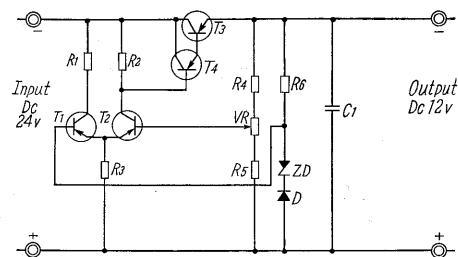 −
T3
−
R1
R2
T4
R4
R6
Input
Dc
24v
Output
Dc 12v
T1
T2
VR
C1
R3
R5
ZD
D
+
+